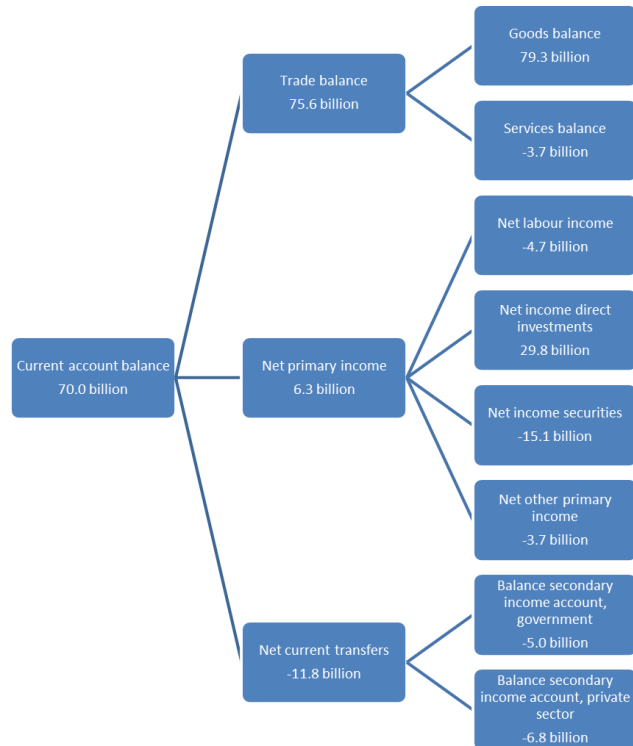 Current account balance
70.0 billion
Trade balance
75.6 billion
Goods balance
79.3 billion
Services balance
-3.7 billion
Net primary income
6.3 billion
Net labour income
-4.7 billion
Net income direct
investments
29.8 billion
Net income securities
-15.1 billion
Net other primary
income
-3.7 billion
Net current transfers
-11.8 billion
Balance secondary
income account,
government
-5.0 billion
Balance secondary
income account, private
sector
-6.8 billion